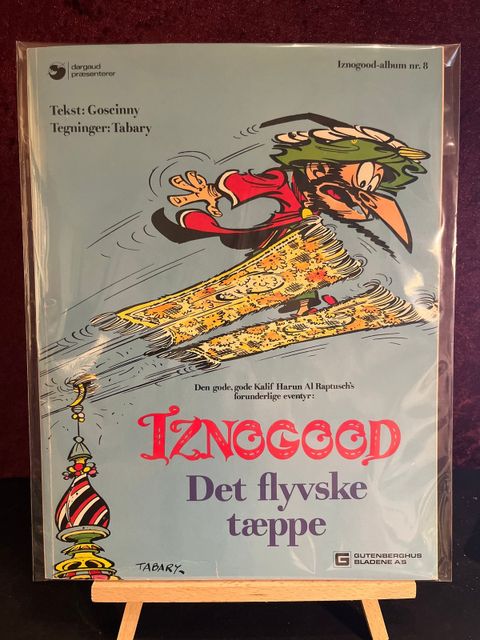 dargaud
præsenterer
Iznogood-album nr. 8
Tekst: Goscinny
Tegninger: Tabary
Den gode, gode Kalif Harun Al Raptusch's
forunderlige eventyr:
IZNOGOOD
Det flyvske
tæppe
TABARY
G GUTENBERGHUS
BLADENE A/S